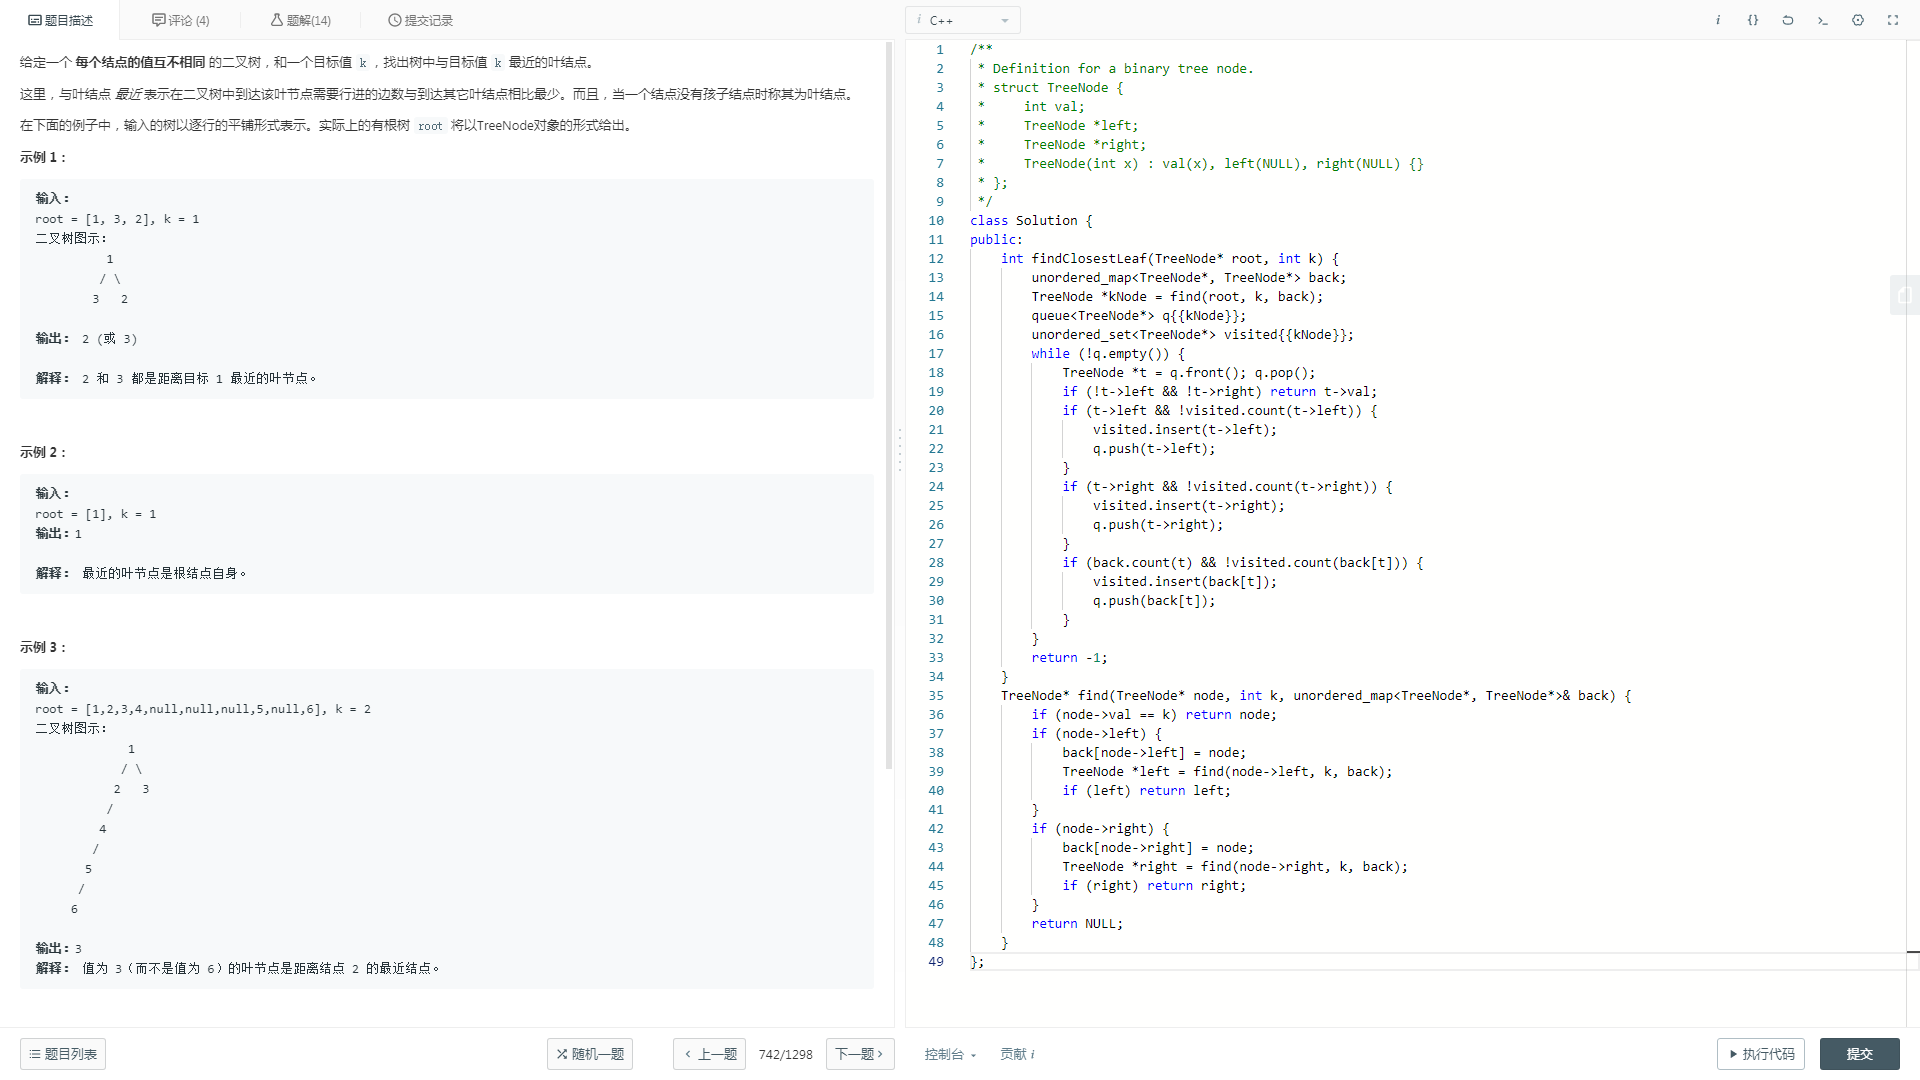 题目描述
评论 (4)
题解(14)
提交记录
给定一个 每个结点的值互不相同 的二叉树，和一个目标值 k ，找出树中与目标值 k 最近的叶结点。
这里，与叶结点 最近 表示在二叉树中到达该叶节点需要行进的边数与到达其它叶结点相比最少。而且，当一个结点没有孩子结点时称其为叶结点。
在下面的例子中，输入的树以逐行的平铺形式表示。实际上的有根树 root 将以TreeNode对象的形式给出。
示例 1：
输入：
root = [1, 3, 2], k = 1
二叉树图示：
1
/ \
3   2
输出： 2 (或 3)
解释： 2 和 3 都是距离目标 1 最近的叶节点。
示例 2：
输入：
root = [1], k = 1
输出：1
解释： 最近的叶节点是根结点自身。
示例 3：
输入：
root = [1,2,3,4,null,null,null,5,null,6], k = 2
二叉树图示：
1
/ \
2   3
/
4
/
5
/
6
输出：3
解释： 值为 3（而不是值为 6）的叶节点是距离结点 2 的最近结点。
题目列表
随机一题
上一题
742/1298
下一题
i C++
i {} >_
1 /**
2  * Definition for a binary tree node.
3  * struct TreeNode {
4  *     int val;
5  *     TreeNode *left;
6  *     TreeNode *right;
7  *     TreeNode(int x) : val(x), left(NULL), right(NULL) {}
8  * };
9  */
10 class Solution {
11 public:
12     int findClosestLeaf(TreeNode* root, int k) {
13         unordered_map<TreeNode*, TreeNode*> back;
14         TreeNode *kNode = find(root, k, back);
15         queue<TreeNode*> q{{kNode}};
16         unordered_set<TreeNode*> visited{{kNode}};
17         while (!q.empty()) {
18             TreeNode *t = q.front(); q.pop();
19             if (!t->left && !t->right) return t->val;
20             if (t->left && !visited.count(t->left)) {
21                 visited.insert(t->left);
22                 q.push(t->left);
23             }
24             if (t->right && !visited.count(t->right)) {
25                 visited.insert(t->right);
26                 q.push(t->right);
27             }
28             if (back.count(t) && !visited.count(back[t])) {
29                 visited.insert(back[t]);
30                 q.push(back[t]);
31             }
32         }
33         return -1;
34     }
35     TreeNode* find(TreeNode* node, int k, unordered_map<TreeNode*, TreeNode*>& back) {
36         if (node->val == k) return node;
37         if (node->left) {
38             back[node->left] = node;
39             TreeNode *left = find(node->left, k, back);
40             if (left) return left;
41         }
42         if (node->right) {
43             back[node->right] = node;
44             TreeNode *right = find(node->right, k, back);
45             if (right) return right;
46         }
47         return NULL;
48     }
49 };
控制台
贡献 i
执行代码
提交